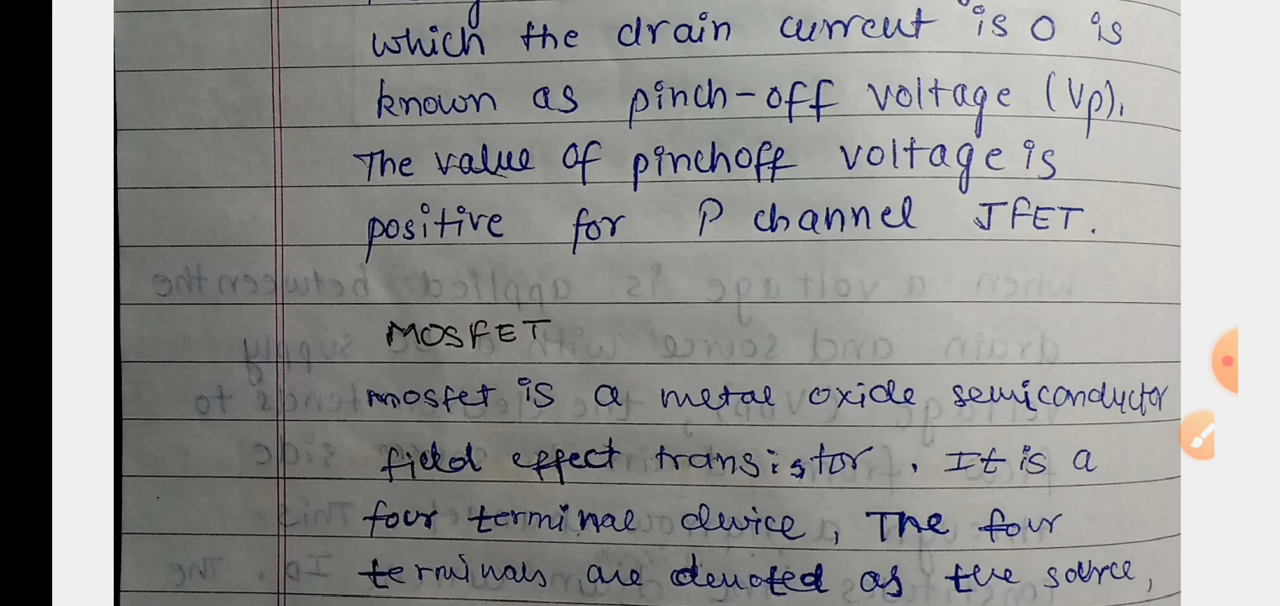 which the drain current is 0 is
known as pinch-off voltage (Vp).
The value of pinchoff voltage is
positive for P channel JFET.
MOSFET
mosfet is a metal oxide semiconductor
field effect transistor. It is a
four terminal device, The four
terminals are denoted as the source,